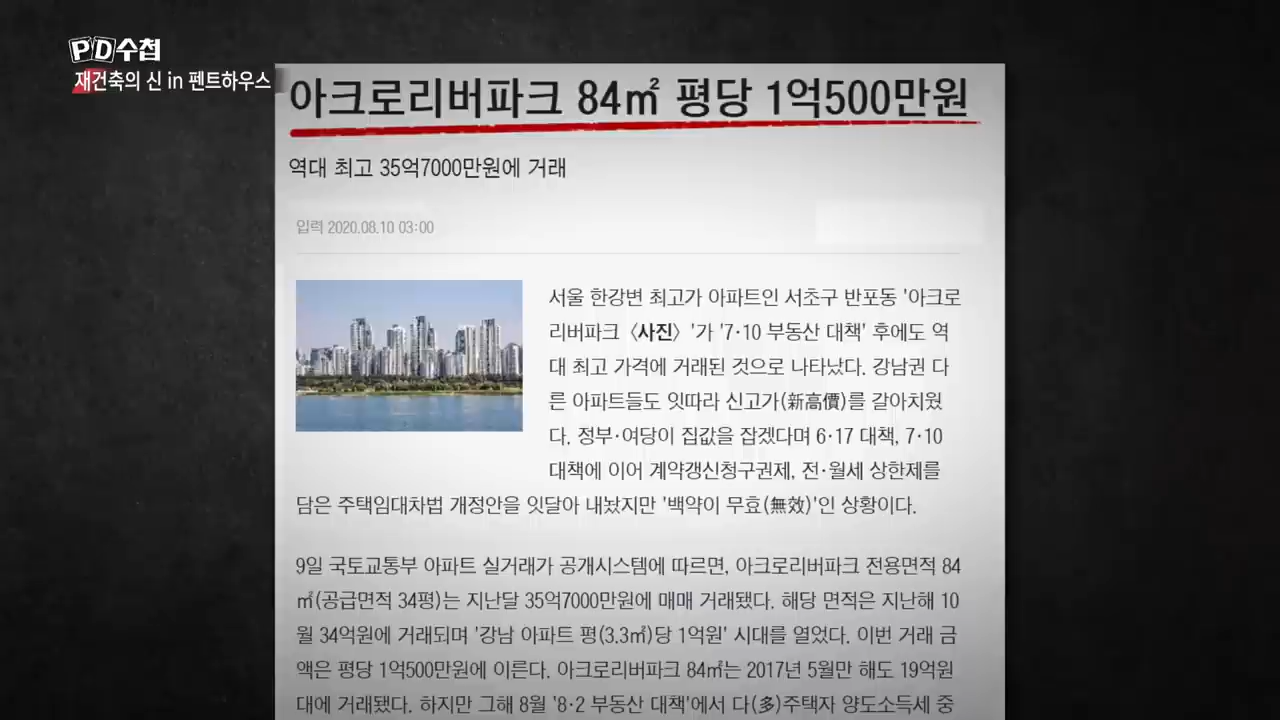 PD수첩
재건축의 신 in 펜트하우스
아크로리버파크 84㎡ 평당 1억500만원
역대 최고 35억7000만원에 거래
입력 2020.08.10 03:00
서울 한강변 최고가 아파트인 서초구 반포동 '아크로
리버파크〈사진〉'가 '7·10 부동산 대책' 후에도 역
대 최고 가격에 거래된 것으로 나타났다. 강남권 다
른 아파트들도 잇따라 신고가(新高價)를 갈아치웠
다. 정부·여당이 집값을 잡겠다며 6·17 대책, 7·10
대책에 이어 계약갱신청구권제, 전·월세 상한제를
담은 주택임대차법 개정안을 잇달아 내놨지만 '백약이 무효(無效)'인 상황이다.
9일 국토교통부 아파트 실거래가 공개시스템에 따르면, 아크로리버파크 전용면적 84
㎡(공급면적 34평)는 지난달 35억7000만원에 매매 거래됐다. 해당 면적은 지난해 10
월 34억원에 거래되며 '강남 아파트 평(3.3㎡)당 1억원' 시대를 열었다. 이번 거래 금
액은 평당 1억500만원에 이른다. 아크로리버파크 84㎡는 2017년 5월만 해도 19억원
대에 거래됐다. 하지만 그해 8월 '8·2 부동산 대책'에서 다(多)주택자 양도소득세 중